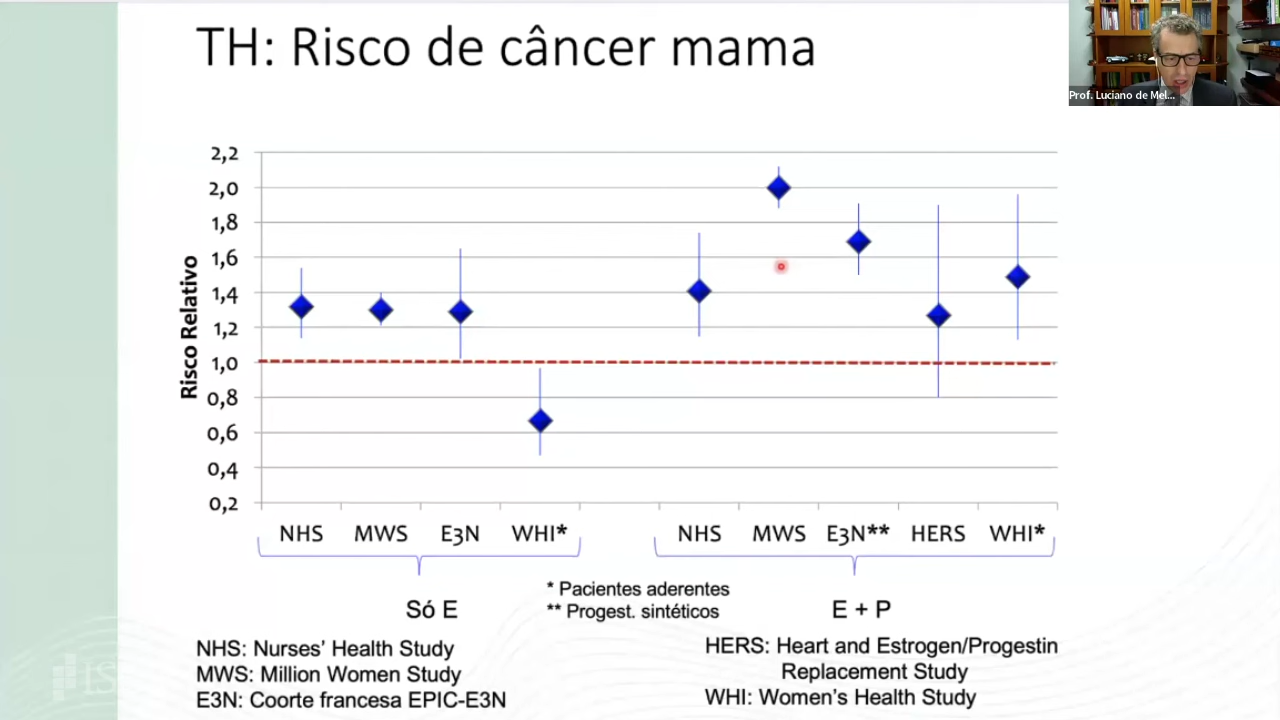 TH: Risco de câncer mama
Prof. Luciano de Mel...
Risco Relativo
2,2
2,0
1,8
1,6
1,4
1,2
1,0
0,8
0,6
0,4
0,2
NHS MWS E3N WHI* NHS MWS E3N** HERS WHI*
* Pacientes aderentes
** Progest. sintéticos
Só E
E + P
NHS: Nurses' Health Study
MWS: Million Women Study
E3N: Coorte francesa EPIC-E3N
HERS: Heart and Estrogen/Progestin
Replacement Study
WHI: Women's Health Study